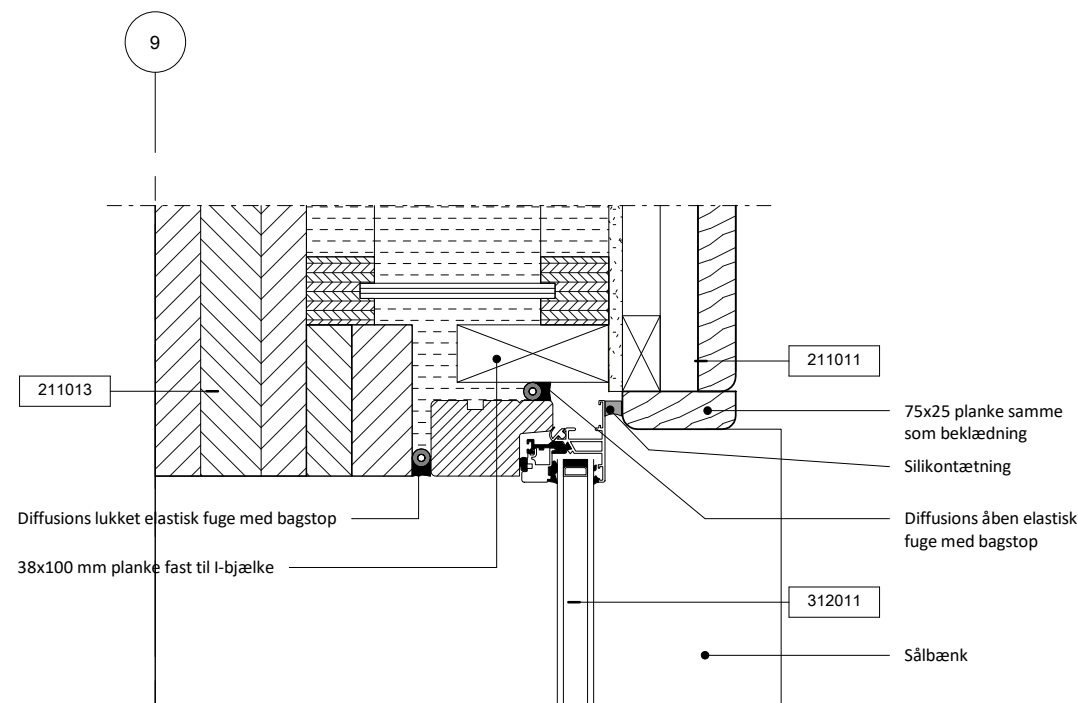 9
211013
211011
75x25 planke samme
som beklædning
Silikontætning
Diffusions lukket elastisk fuge med bagstop
Diffusions åben elastisk
fuge med bagstop
38x100 mm planke fast til I-bjælke
312011
Sålbænk